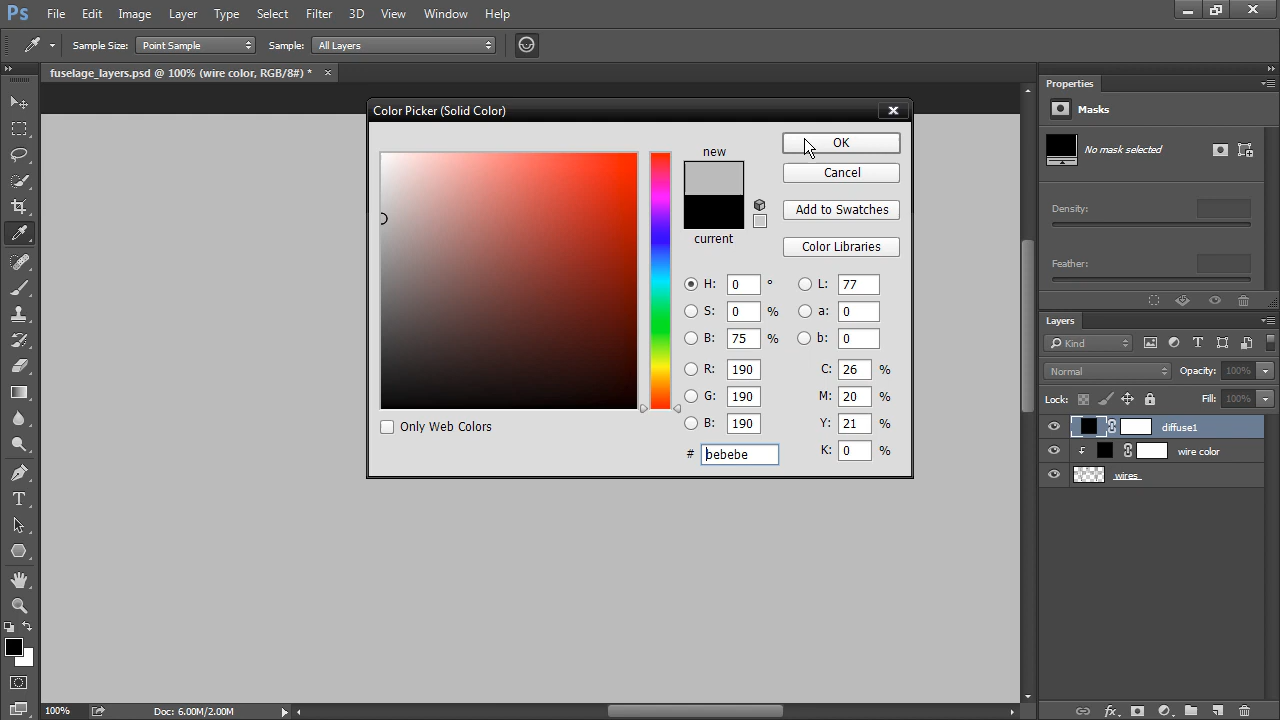 Ps File Edit Image Layer Type Select Filter 3D View Window Help
Sample Size: Point Sample Sample: All Layers
fuselage_layers.psd @ 100% (wire color, RGB/8#) *
Color Picker (Solid Color)
new
current
OK
Cancel
Add to Swatches
Color Libraries
H: 0 ° L: 77
S: 0 % a: 0
B: 75 % b: 0
R: 190 C: 26 %
G: 190 M: 20 %
B: 190 Y: 21 %
# bebebe K: 0 %
Only Web Colors
Properties
Masks
No mask selected
Density:
Feather:
Layers
Kind
Normal Opacity: 100%
Lock: Fill: 100%
diffuse1
wire color
wires
100% Doc: 6.00M/2.00M